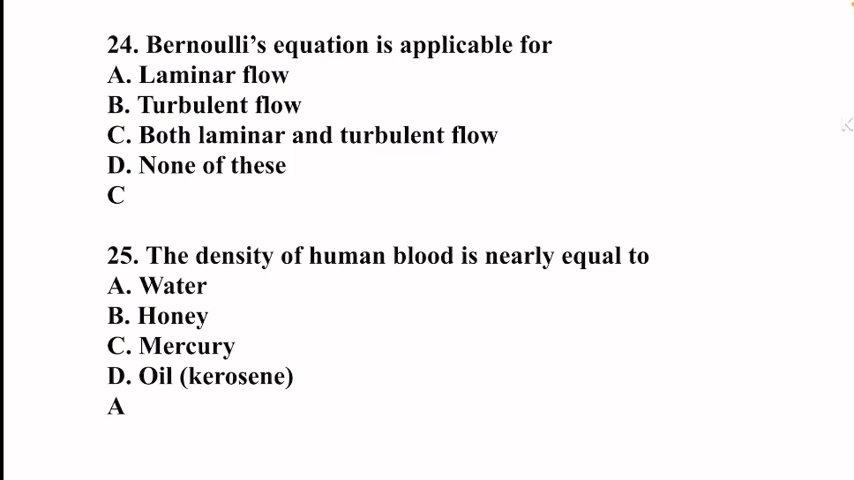 24. Bernoulli’s equation is applicable for
A. Laminar flow
B. Turbulent flow
C. Both laminar and turbulent flow
D. None of these
C
25. The density of human blood is nearly equal to
A. Water
B. Honey
C. Mercury
D. Oil (kerosene)
A
K